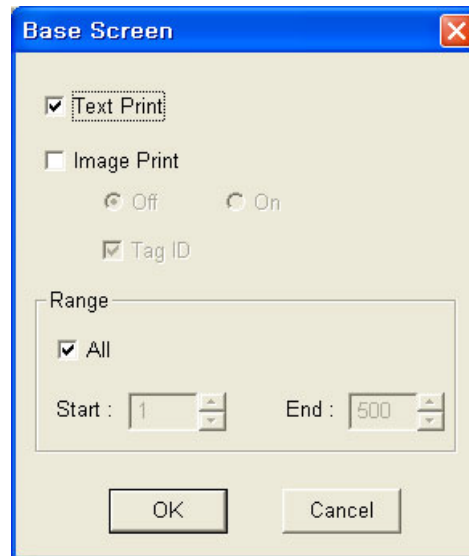 Base Screen
Text Print
Image Print
Off On
Tag ID
Range
All
Start : 1 End : 500
OK Cancel